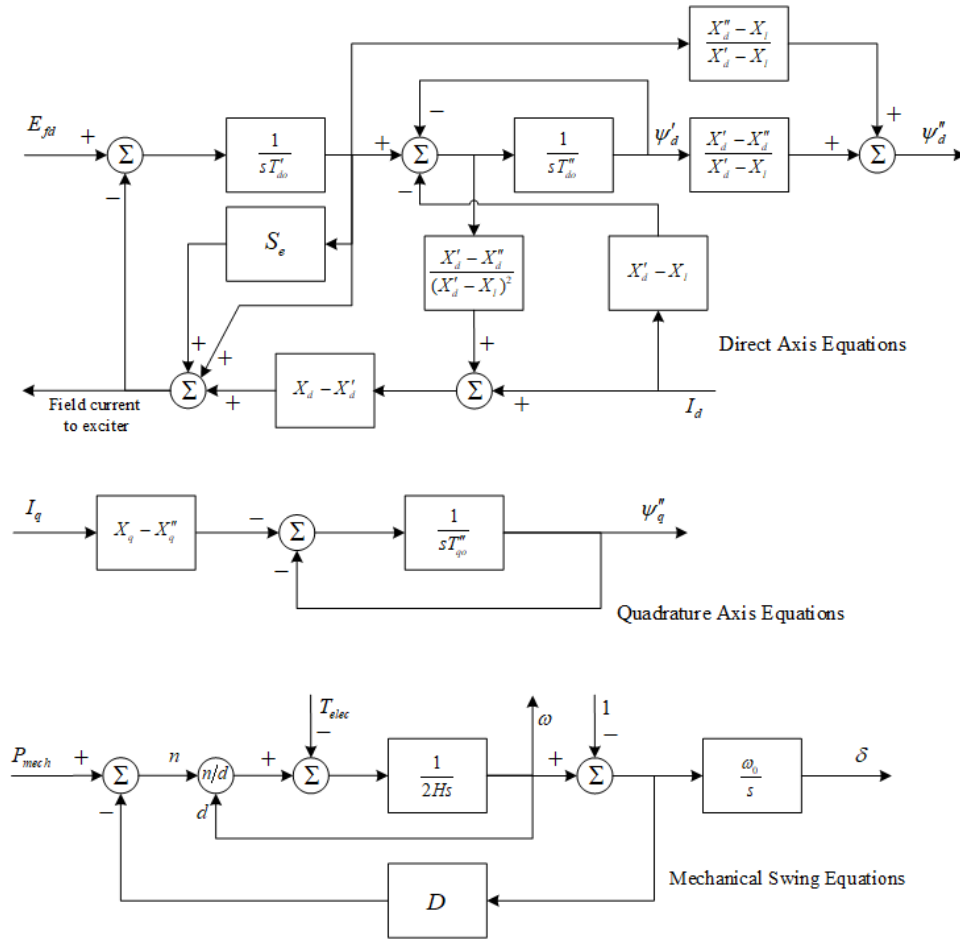 X''_d − X_l / X'_d − X_l
E_fd
+
Σ
−
1 / sT'_do
+
Σ
−
−
1 / sT''_do
ψ'_d
X'_d − X''_d / X'_d − X_l
+
+
Σ
ψ''_d
S_e
X'_d − X''_d / (X'_d − X_l)^2
X'_d − X_l
Direct Axis Equations
+
+
+
Σ
X_d − X'_d
+
Σ
+
I_d
Field current
to exciter
I_q
X_q − X''_q
−
Σ
−
1 / sT''_qo
ψ''_q
Quadrature Axis Equations
P_mech
+
Σ
−
n
n/d
d
+
T_elec
−
Σ
1 / 2Hs
ω
+
1
−
Σ
ω_0 / s
δ
D
Mechanical Swing Equations